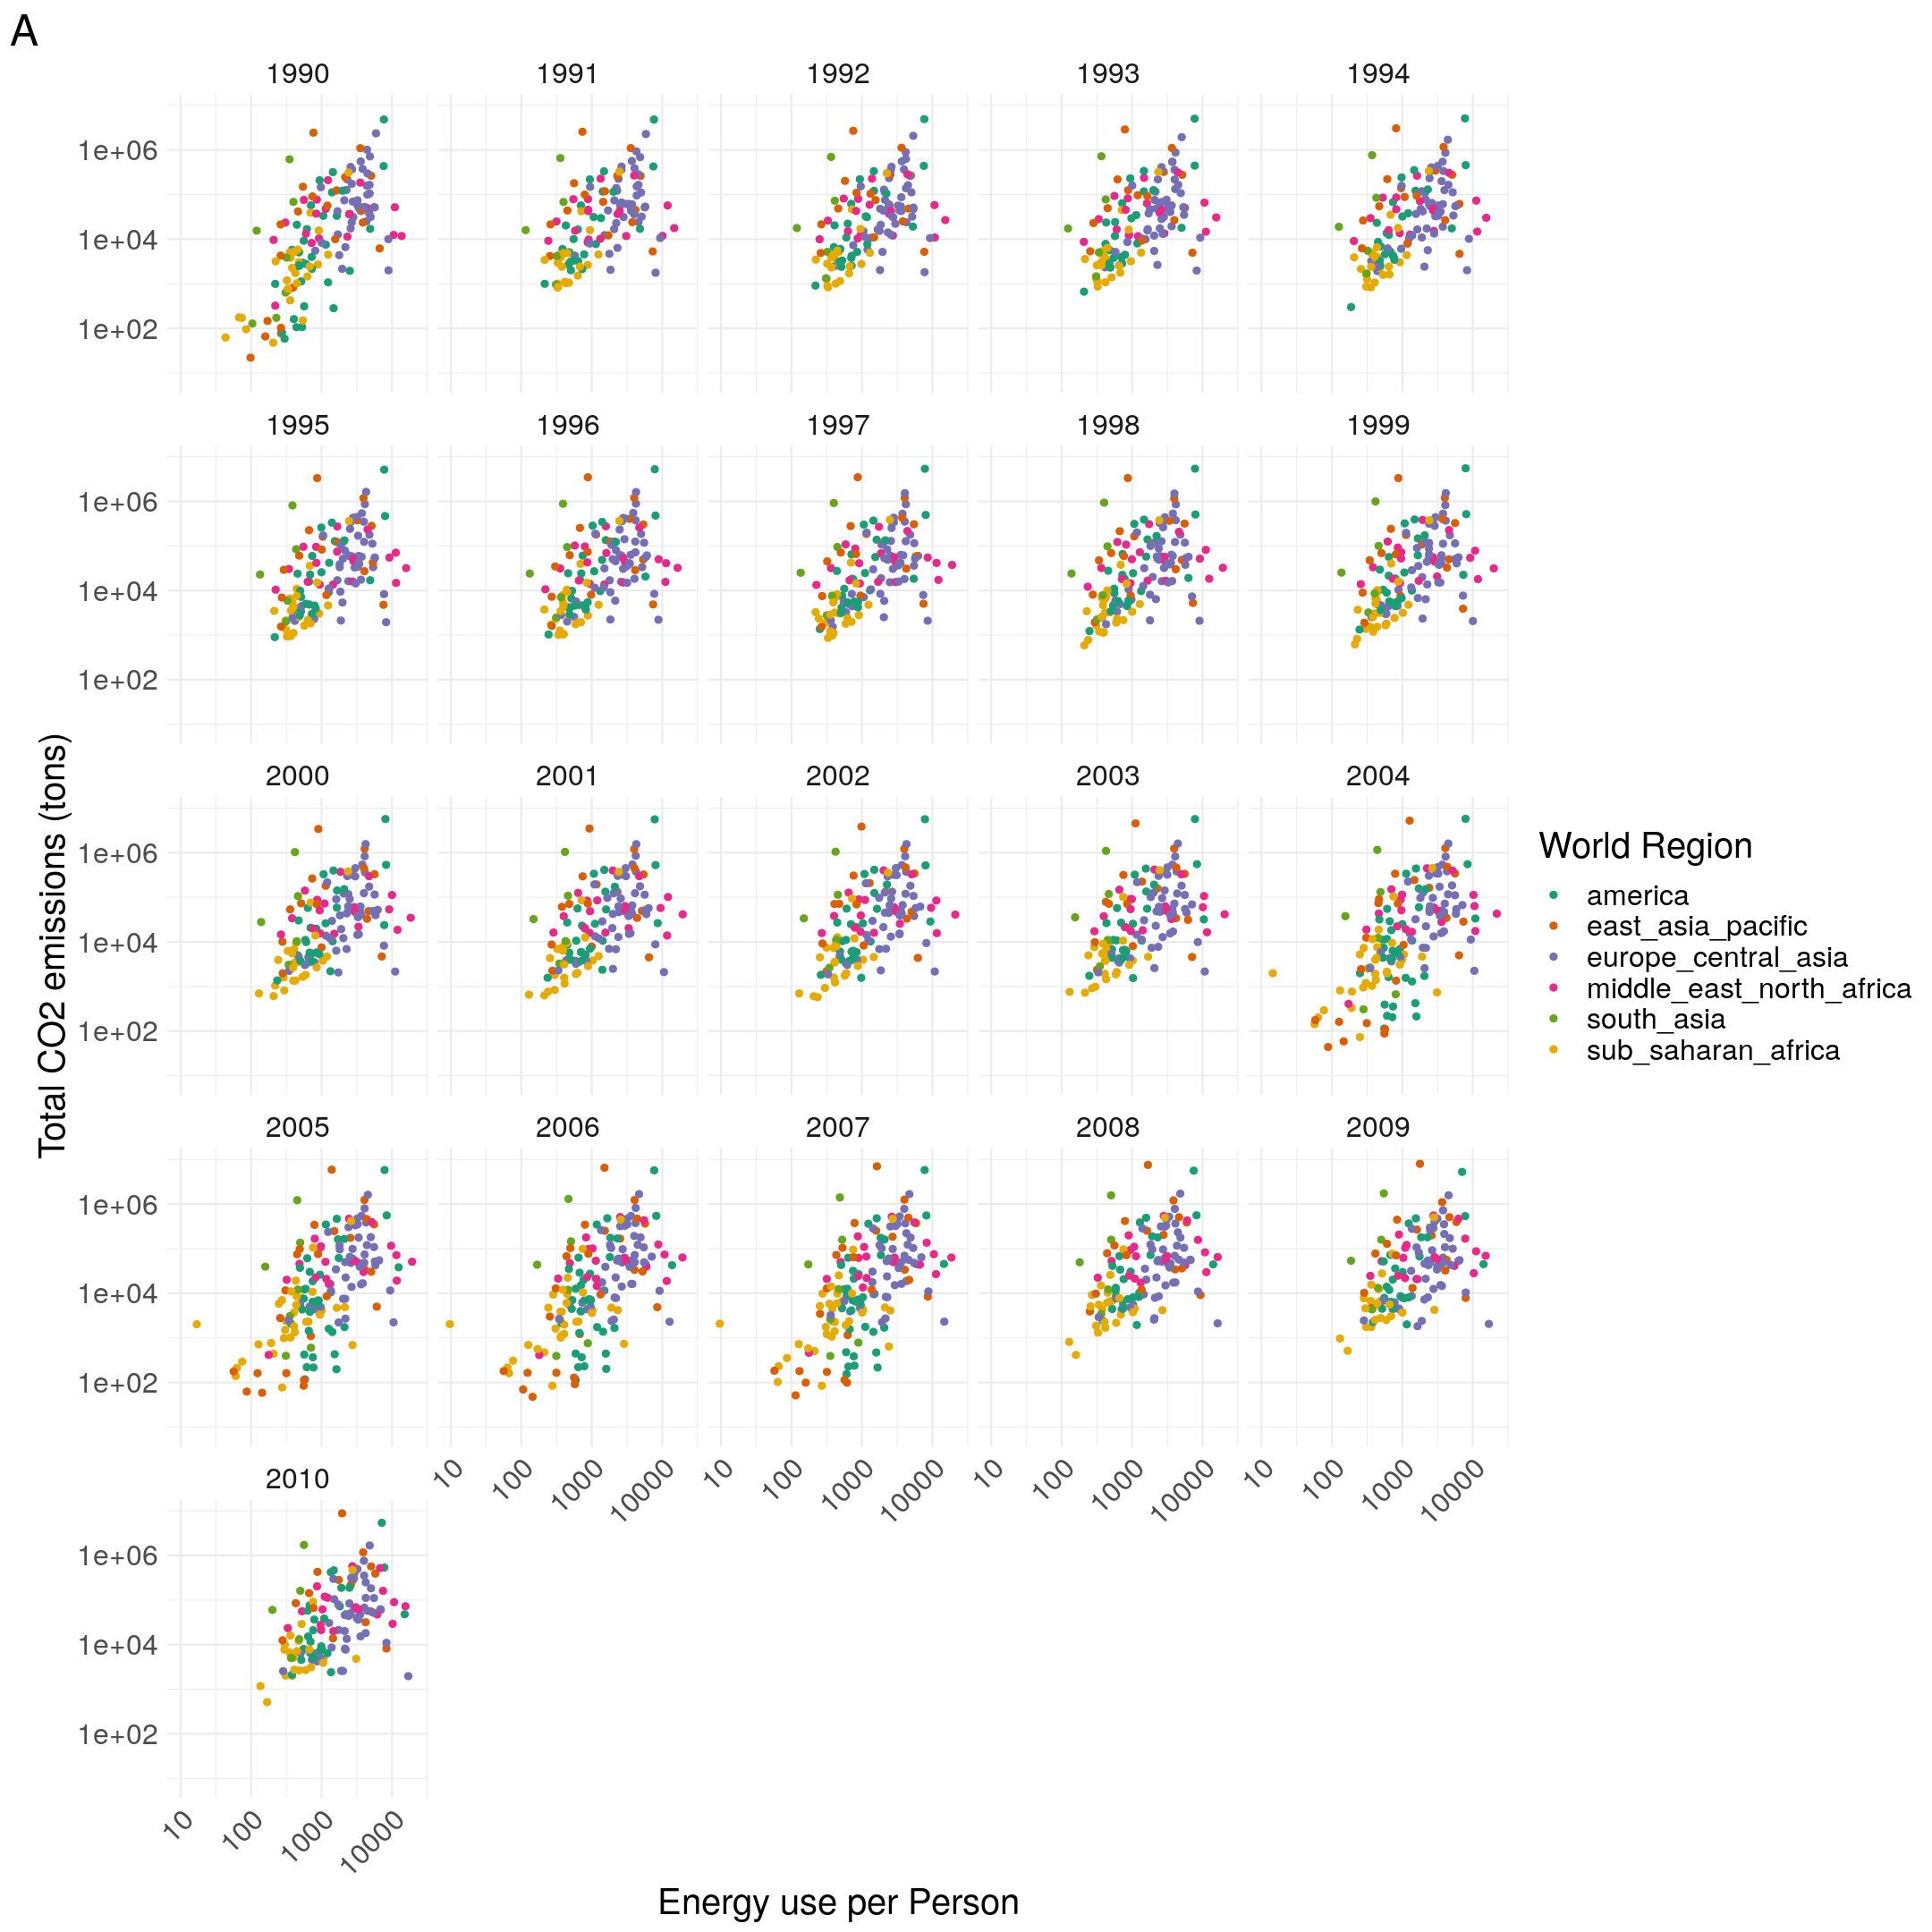 A
1990 1991 1992 1993 1994
1e+06
1e+04
1e+02
1995 1996 1997 1998 1999
1e+06
1e+04
1e+02
2000 2001 2002 2003 2004
1e+06
1e+04
1e+02
2005 2006 2007 2008 2009
1e+06
1e+04
1e+02
10 100 1000 10000 10 100 1000 10000 10 100 1000 10000 10 100 1000 10000
2010
1e+06
1e+04
1e+02
10 100 1000 10000
Energy use per Person
Total CO2 emissions (tons)
World Region
america
east_asia_pacific
europe_central_asia
middle_east_north_africa
south_asia
sub_saharan_africa